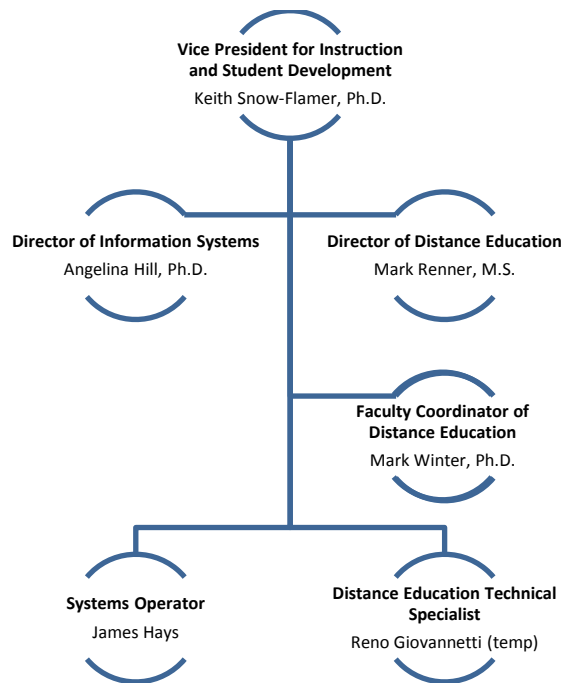 Vice President for Instruction
and Student Development
Keith Snow-Flamer, Ph.D.
Director of Information Systems
Angelina Hill, Ph.D.
Director of Distance Education
Mark Renner, M.S.
Faculty Coordinator of
Distance Education
Mark Winter, Ph.D.
Systems Operator
James Hays
Distance Education Technical
Specialist
Reno Giovannetti (temp)